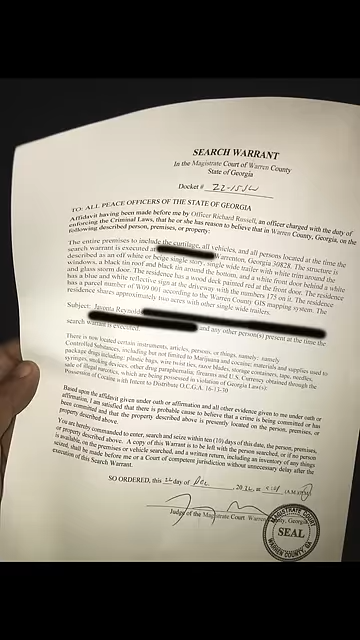 SEARCH WARRANT
In the Magistrate Court of Warren County
State of Georgia
Docket #
TO: ALL PEACE OFFICERS OF THE STATE OF GEORGIA
Affidavit having been made before me by Officer Richard Russell, an officer charged with the duty of
enforcing the Criminal Laws, that he or she has reason to believe that in Warren County, Georgia, on the
following described person, premises, or property:
The entire premises to include the curtilage, all vehicles, and all persons located at the time the
search warrant is executed at Warrenton, Georgia 30828. The structure is
described as an off white or beige single story, single wide trailer with white trim around the
windows, a black tin roof and black tin around the bottom, and a white front door behind a white
and glass storm door. The residence has a wood deck painted red at the front door. The residence
has a blue and white reflective sign at the driveway with the numbers 175 on it. The residence
has a parcel number of W09 001 according to the Warren County GIS mapping system. The
residence shares approximately two acres with other single wide trailers.
Subject: and any other person(s) present at the time the
search warrant is executed.
There is now located certain instruments, articles, persons, or things, namely: namely
Controlled Substances, including but not limited to Marijuana and cocaine; materials and supplies used to
package drugs including: plastic bags, wire twist ties, razor blades, storage containers, tape, needles,
syringes, smoking devices; other drug paraphernalia; firearms and U.S. Currency obtained through the
sale of illegal narcotics, which are being possessed in violation of Georgia Law(s):
Possession of Cocaine with Intent to Distribute O.C.G.A. 16-13-30
Based upon the affidavit given under oath or affirmation and all other evidence given to me under oath or
affirmation, I am satisfied that there is probable cause to believe that a crime is being committed or has been
committed and that the property described above is presently located on the person, premises, or
property described above.
You are hereby commanded to enter, search and seize within ten (10) days of this date, the person, premises,
or property described above. A copy of this Warrant is to be left with the person searched, or if no person
is available, on the premises or vehicle searched, and a written return, including an inventory of any things
seized, shall be made before me or a Court of competent jurisdiction without unnecessary delay after the
execution of this Search Warrant.
SO ORDERED, this day of Dec, 20 at (A.M./P.M.)
Judge of the Magistrate Court Warren County, Georgia
MAGISTRATE COURT
SEAL
WARREN COUNTY, GA